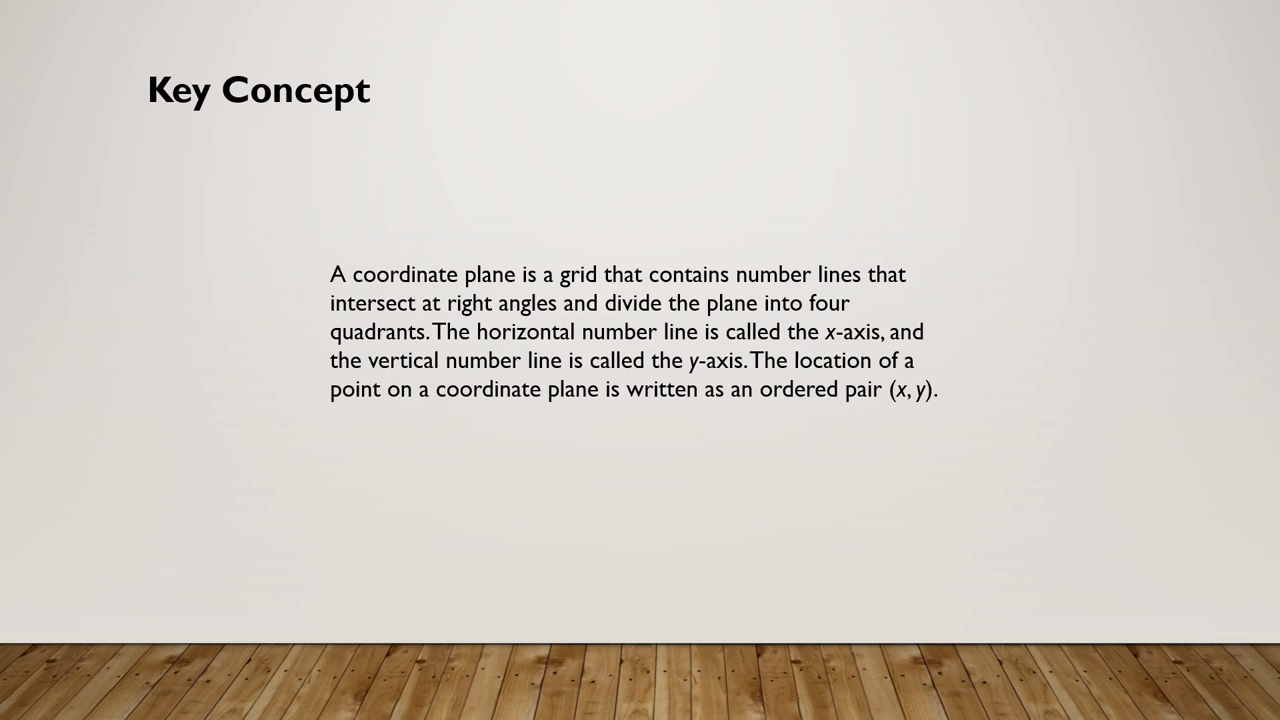 Key Concept
A coordinate plane is a grid that contains number lines that
intersect at right angles and divide the plane into four
quadrants. The horizontal number line is called the x-axis, and
the vertical number line is called the y-axis. The location of a
point on a coordinate plane is written as an ordered pair (x, y).